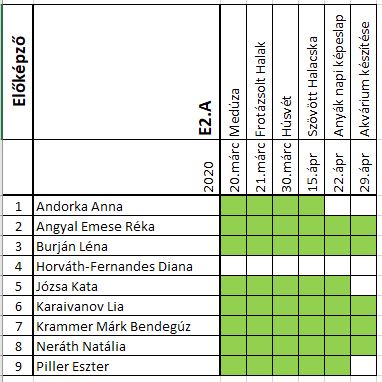 Előképző
E2.A
2020
Medúza
Frotázsolt Halak
Húsvét
Szövött Halacska
Anyák napi képeslap
Akvárium készítése
20.márc
21.márc
30.márc
15.ápr
22.ápr
29.ápr
1 Andorka Anna
2 Angyal Emese Réka
3 Burján Léna
4 Horváth-Fernandes Diana
5 Józsa Kata
6 Karaivanov Lia
7 Krammer Márk Bendegúz
8 Neráth Natália
9 Piller Eszter